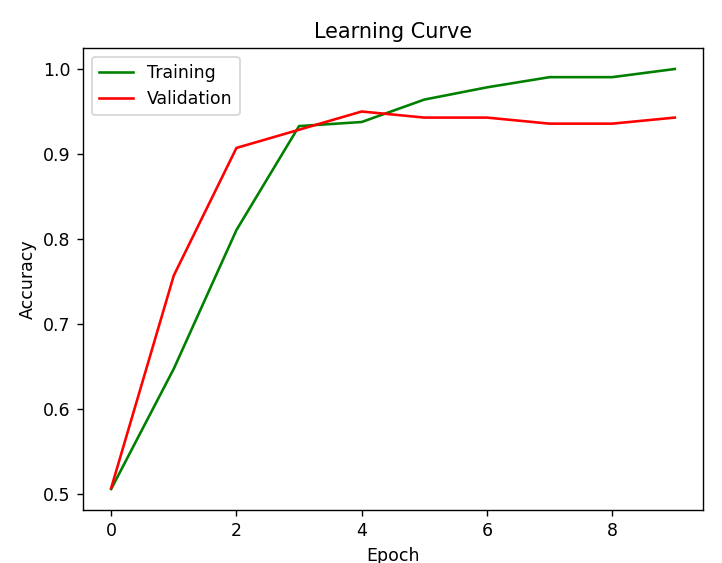 Learning Curve
Training
Validation
1.0
0.9
0.8
0.7
0.6
0.5
Accuracy
0 2 4 6 8
Epoch